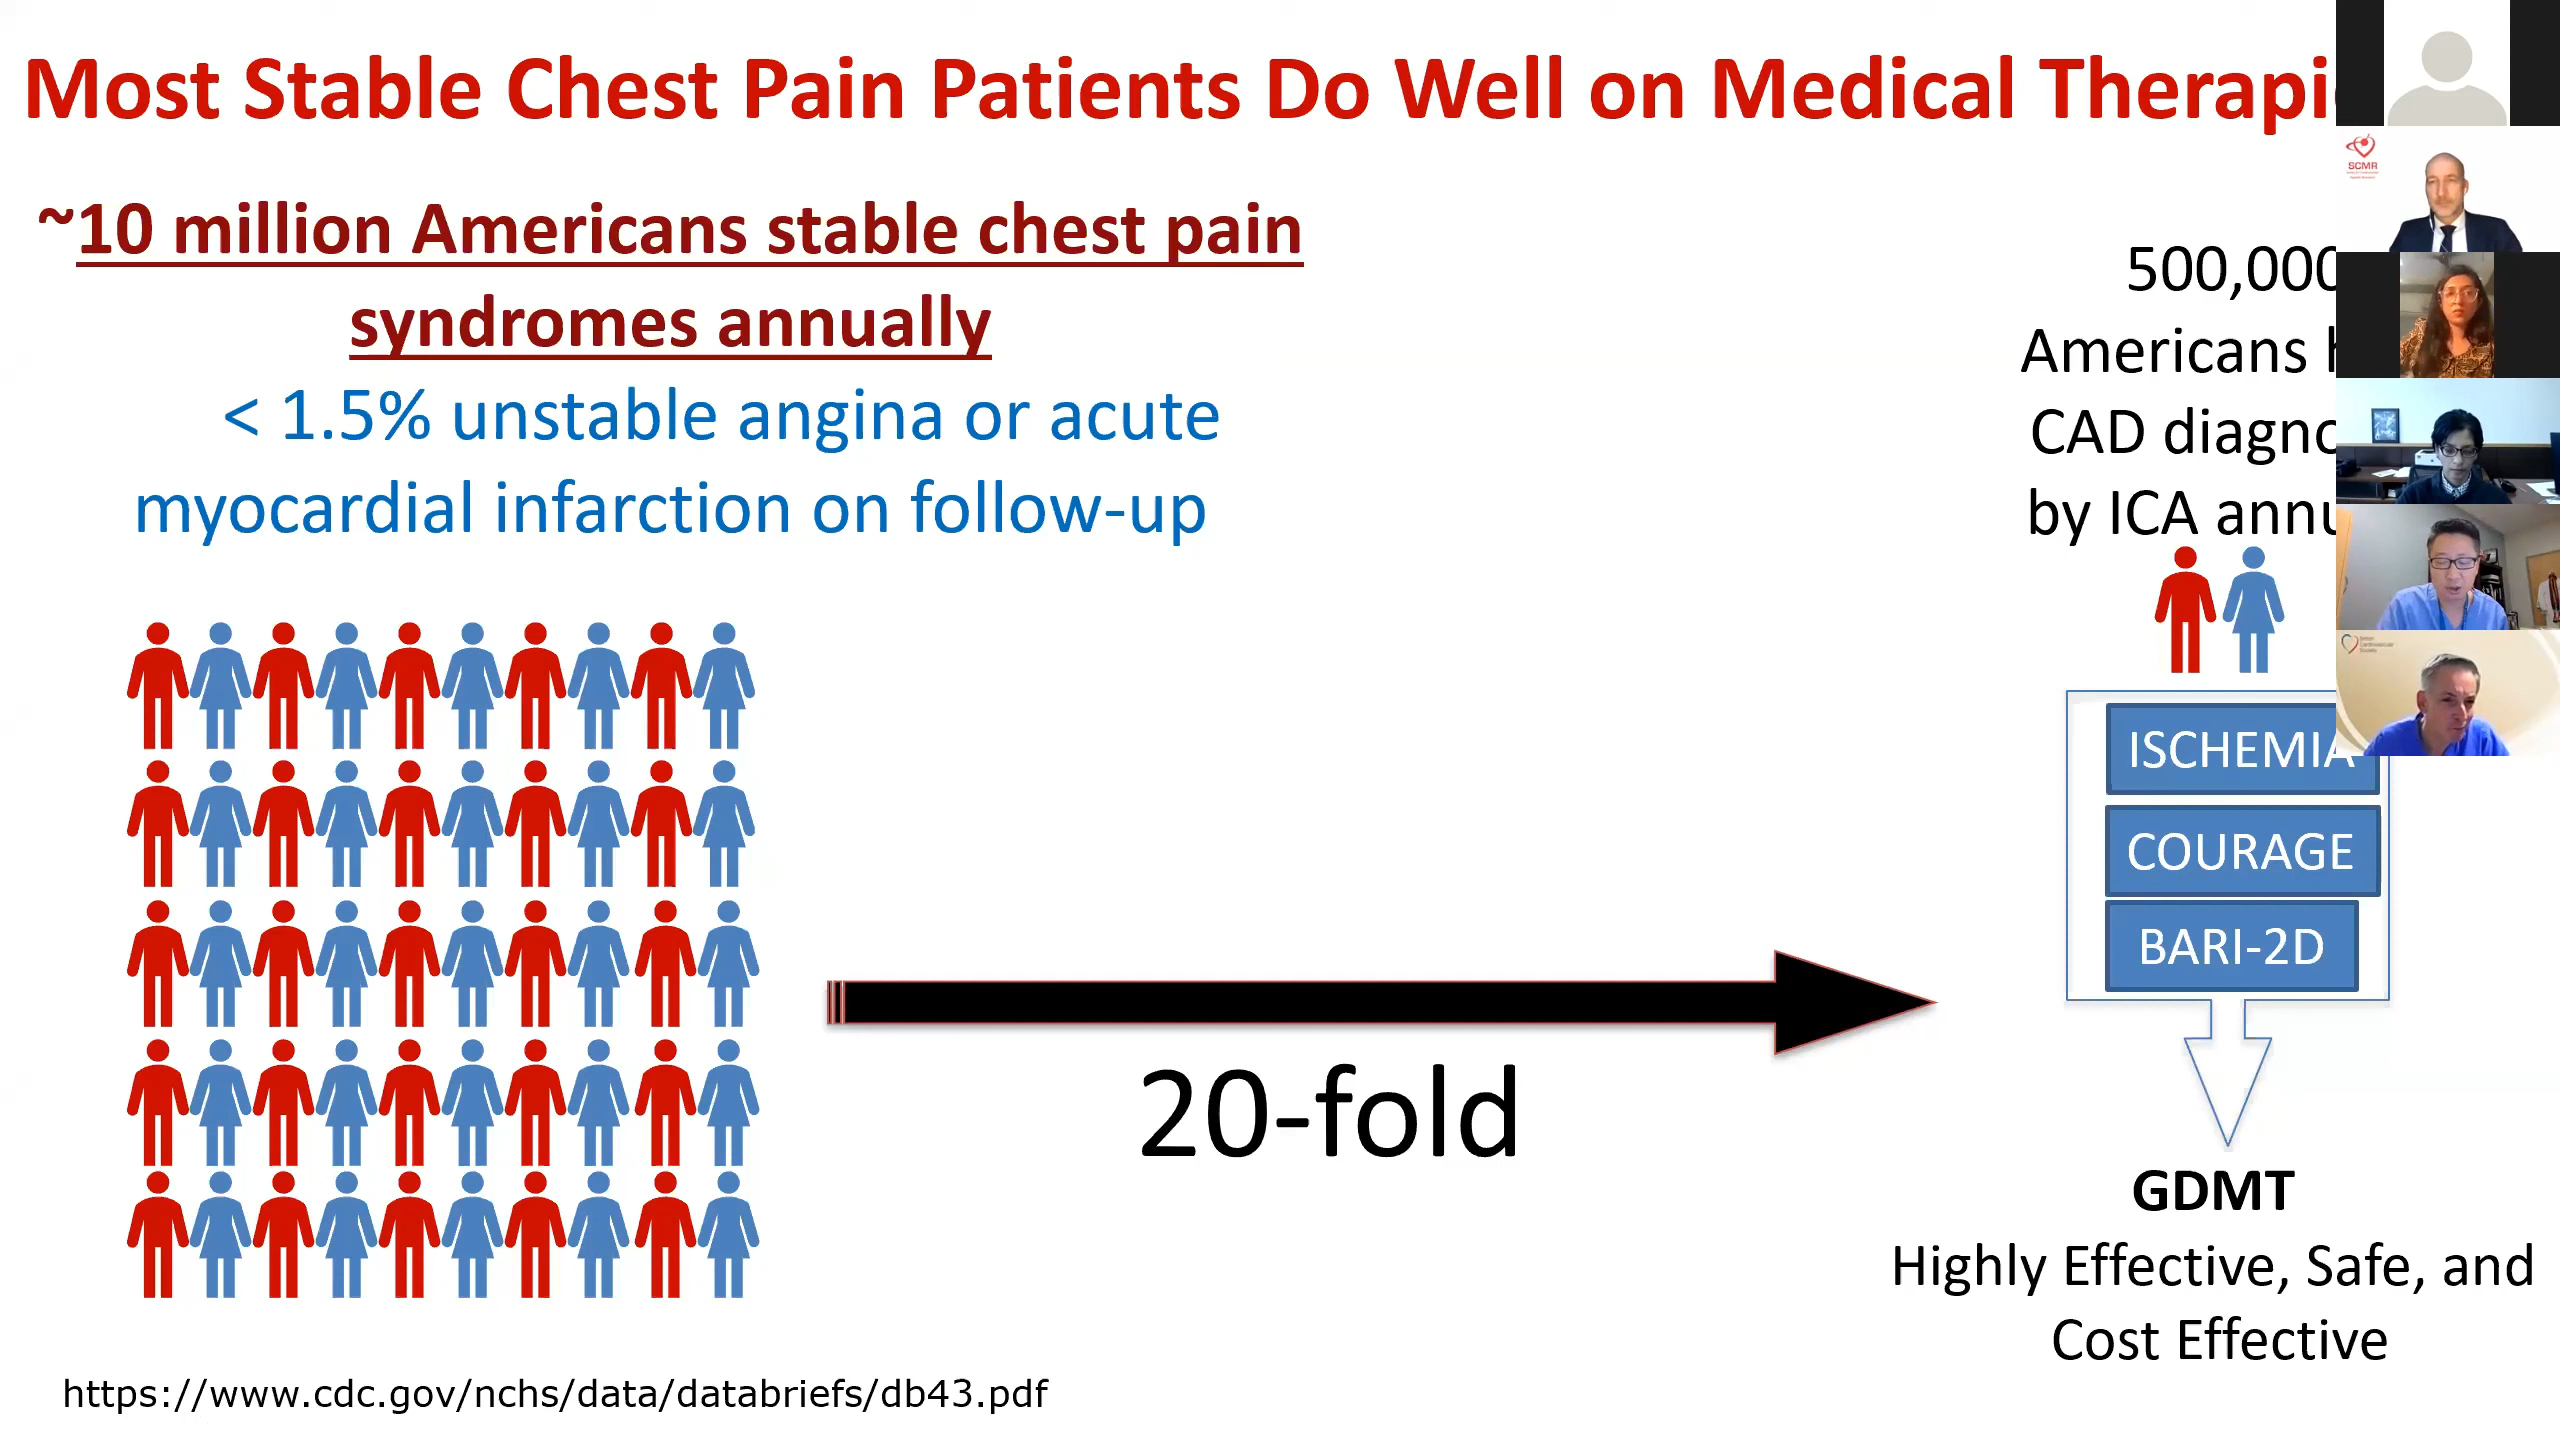 Most Stable Chest Pain Patients Do Well on Medical
~10 million Americans stable chest pain
syndromes annually
< 1.5% unstable angina or acute
myocardial infarction on follow-up
500,000
Americans
CAD
by ICA
ISCHEMIA
COURAGE
BARI-2D
20-fold
GDMT
Highly Effective, Safe, and
Cost Effective
https://www.cdc.gov/nchs/data/databriefs/db43.pdf
SCMR